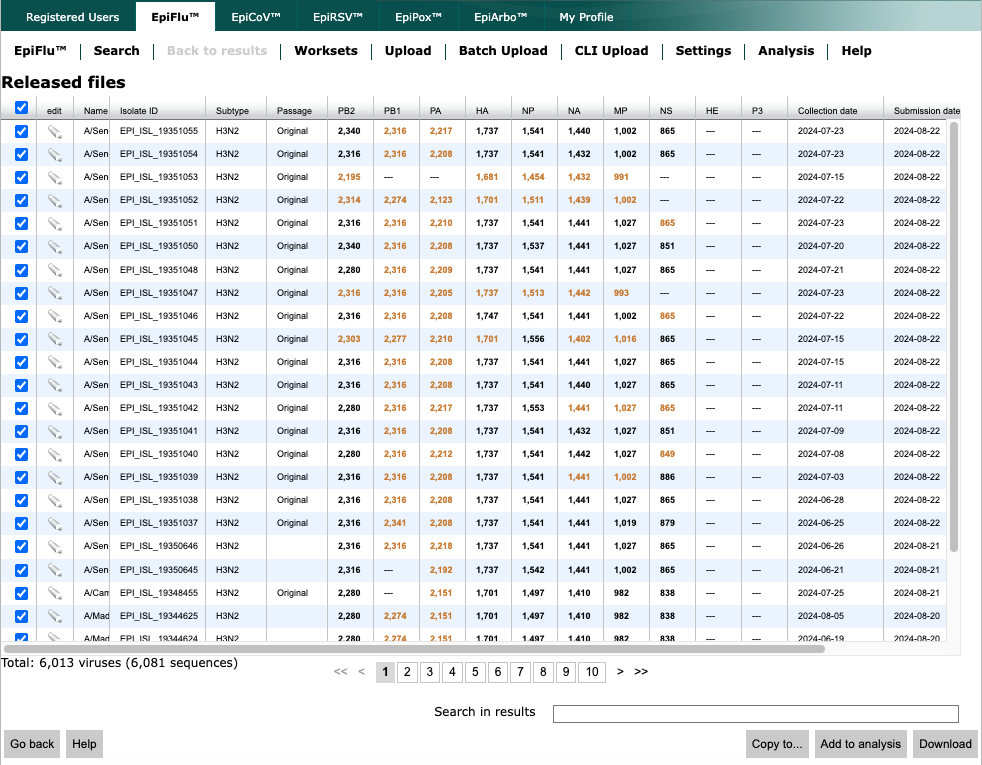 Registered Users EpiFlu™ EpiCoV™ EpiRSV™ EpiPox™ EpiArbo™ My Profile
EpiFlu™ Search Back to results Worksets Upload Batch Upload CLI Upload Settings Analysis Help
Released files
edit Name Isolate ID Subtype Passage PB2 PB1 PA HA NP NA MP NS HE P3 Collection date Submission date
A/Sen EPI_ISL_19351055 H3N2 Original 2,340 2,316 2,217 1,737 1,541 1,440 1,002 865 --- --- 2024-07-23 2024-08-22
A/Sen EPI_ISL_19351054 H3N2 Original 2,316 2,316 2,208 1,737 1,541 1,432 1,002 865 --- --- 2024-07-23 2024-08-22
A/Sen EPI_ISL_19351053 H3N2 Original 2,195 --- --- 1,681 1,454 1,432 991 --- --- --- 2024-07-15 2024-08-22
A/Sen EPI_ISL_19351052 H3N2 Original 2,314 2,274 2,123 1,701 1,511 1,439 1,002 --- --- --- 2024-07-22 2024-08-22
A/Sen EPI_ISL_19351051 H3N2 Original 2,316 2,316 2,210 1,737 1,541 1,441 1,027 865 --- --- 2024-07-23 2024-08-22
A/Sen EPI_ISL_19351050 H3N2 Original 2,340 2,316 2,208 1,737 1,537 1,441 1,027 851 --- --- 2024-07-20 2024-08-22
A/Sen EPI_ISL_19351048 H3N2 Original 2,280 2,316 2,209 1,737 1,541 1,441 1,027 865 --- --- 2024-07-21 2024-08-22
A/Sen EPI_ISL_19351047 H3N2 Original 2,316 2,316 2,205 1,737 1,513 1,442 993 --- --- --- 2024-07-23 2024-08-22
A/Sen EPI_ISL_19351046 H3N2 Original 2,316 2,316 2,208 1,747 1,541 1,441 1,002 865 --- --- 2024-07-22 2024-08-22
A/Sen EPI_ISL_19351045 H3N2 Original 2,303 2,277 2,210 1,701 1,556 1,402 1,016 865 --- --- 2024-07-15 2024-08-22
A/Sen EPI_ISL_19351044 H3N2 Original 2,316 2,316 2,208 1,737 1,541 1,441 1,027 865 --- --- 2024-07-15 2024-08-22
A/Sen EPI_ISL_19351043 H3N2 Original 2,316 2,316 2,208 1,737 1,541 1,440 1,027 865 --- --- 2024-07-11 2024-08-22
A/Sen EPI_ISL_19351042 H3N2 Original 2,280 2,316 2,217 1,737 1,553 1,441 1,027 865 --- --- 2024-07-11 2024-08-22
A/Sen EPI_ISL_19351041 H3N2 Original 2,316 2,316 2,208 1,737 1,541 1,432 1,027 851 --- --- 2024-07-09 2024-08-22
A/Sen EPI_ISL_19351040 H3N2 Original 2,280 2,316 2,212 1,737 1,541 1,442 1,027 849 --- --- 2024-07-08 2024-08-22
A/Sen EPI_ISL_19351039 H3N2 Original 2,316 2,316 2,208 1,737 1,541 1,441 1,002 886 --- --- 2024-07-03 2024-08-22
A/Sen EPI_ISL_19351038 H3N2 Original 2,316 2,316 2,208 1,737 1,541 1,441 1,027 865 --- --- 2024-06-28 2024-08-22
A/Sen EPI_ISL_19351037 H3N2 Original 2,316 2,341 2,208 1,737 1,541 1,441 1,019 879 --- --- 2024-06-25 2024-08-22
A/Sen EPI_ISL_19350646 H3N2 2,316 2,316 2,218 1,737 1,541 1,441 1,027 865 --- --- 2024-06-26 2024-08-21
A/Sen EPI_ISL_19350645 H3N2 2,316 --- 2,192 1,737 1,542 1,441 1,002 865 --- --- 2024-06-21 2024-08-21
A/Cam EPI_ISL_19348455 H3N2 Original 2,280 --- 2,151 1,701 1,497 1,410 982 838 --- --- 2024-07-25 2024-08-21
A/Mad EPI_ISL_19344625 H3N2 2,280 2,274 2,151 1,701 1,497 1,410 982 838 --- --- 2024-08-05 2024-08-20
A/Mad EPI_ISL_19344624 H3N2 2,280 2,274 2,151 1,701 1,497 1,410 982 838 --- --- 2024-06-19 2024-08-20
Total: 6,013 viruses (6,081 sequences)
<< < 1 2 3 4 5 6 7 8 9 10 > >>
Search in results
Go back Help Copy to... Add to analysis Download